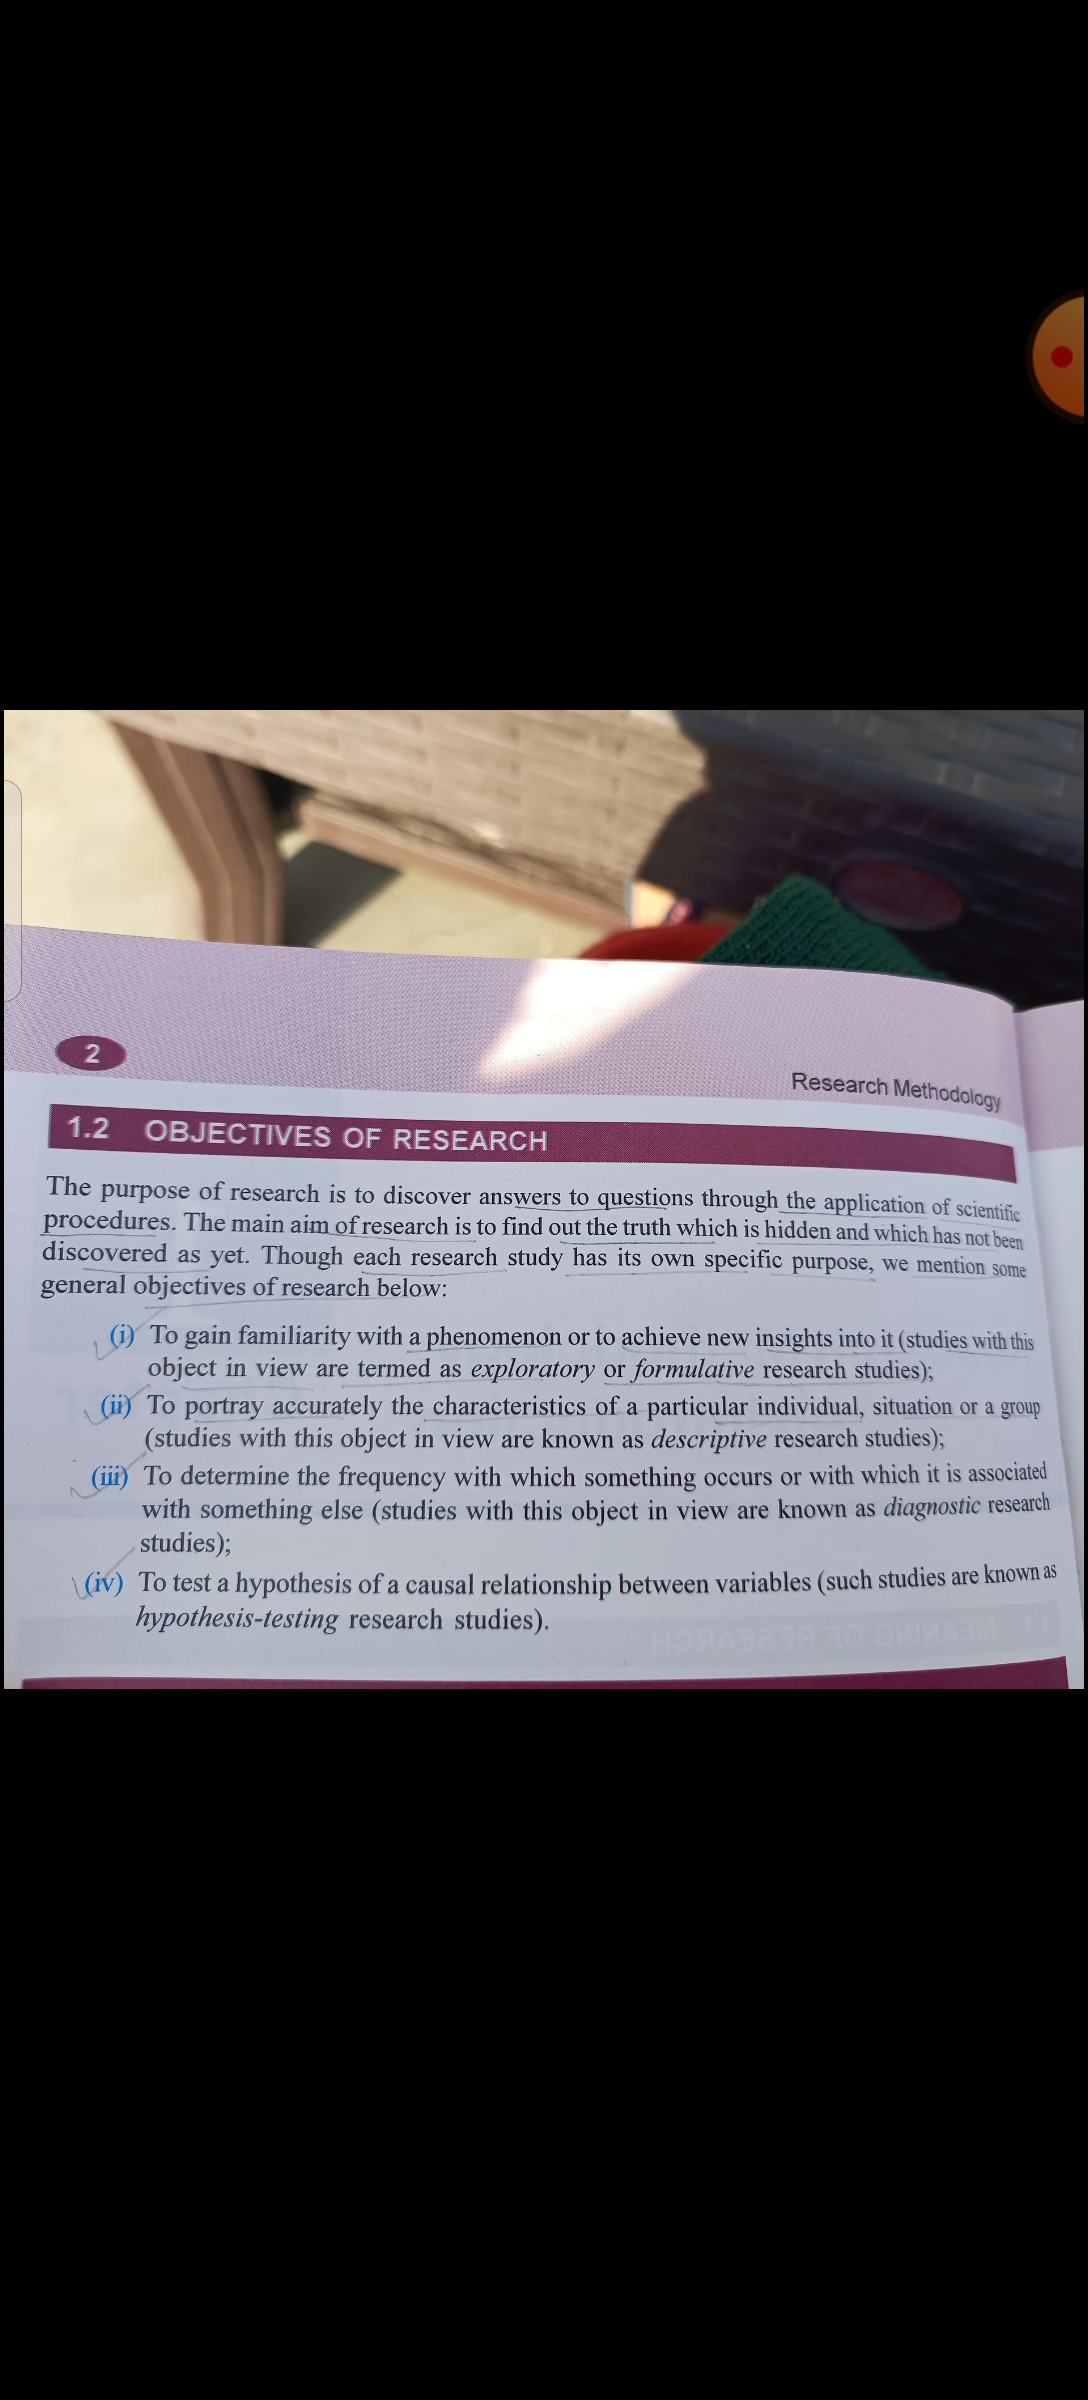 2
Research Methodology
1.2 OBJECTIVES OF RESEARCH
The purpose of research is to discover answers to questions through the application of scientific
procedures. The main aim of research is to find out the truth which is hidden and which has not been
discovered as yet. Though each research study has its own specific purpose, we mention some
general objectives of research below:
(i) To gain familiarity with a phenomenon or to achieve new insights into it (studies with this
object in view are termed as exploratory or formulative research studies);
(ii) To portray accurately the characteristics of a particular individual, situation or a group
(studies with this object in view are known as descriptive research studies);
(iii) To determine the frequency with which something occurs or with which it is associated
with something else (studies with this object in view are known as diagnostic research
studies);
(iv) To test a hypothesis of a causal relationship between variables (such studies are known as
hypothesis-testing research studies).
1.1 MEANING OF RESEARCH